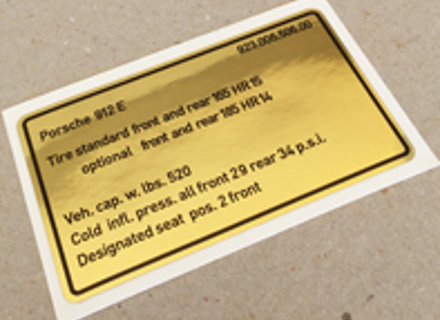 923.006.506.00
Porsche 912 E
Tire standard front and rear 165 HR 15
optional front and rear 185 HR 14
Veh. cap. w. lbs. 520
Cold infl. press. all front 29 rear 34 p.s.i.
Designated seat pos. 2 front